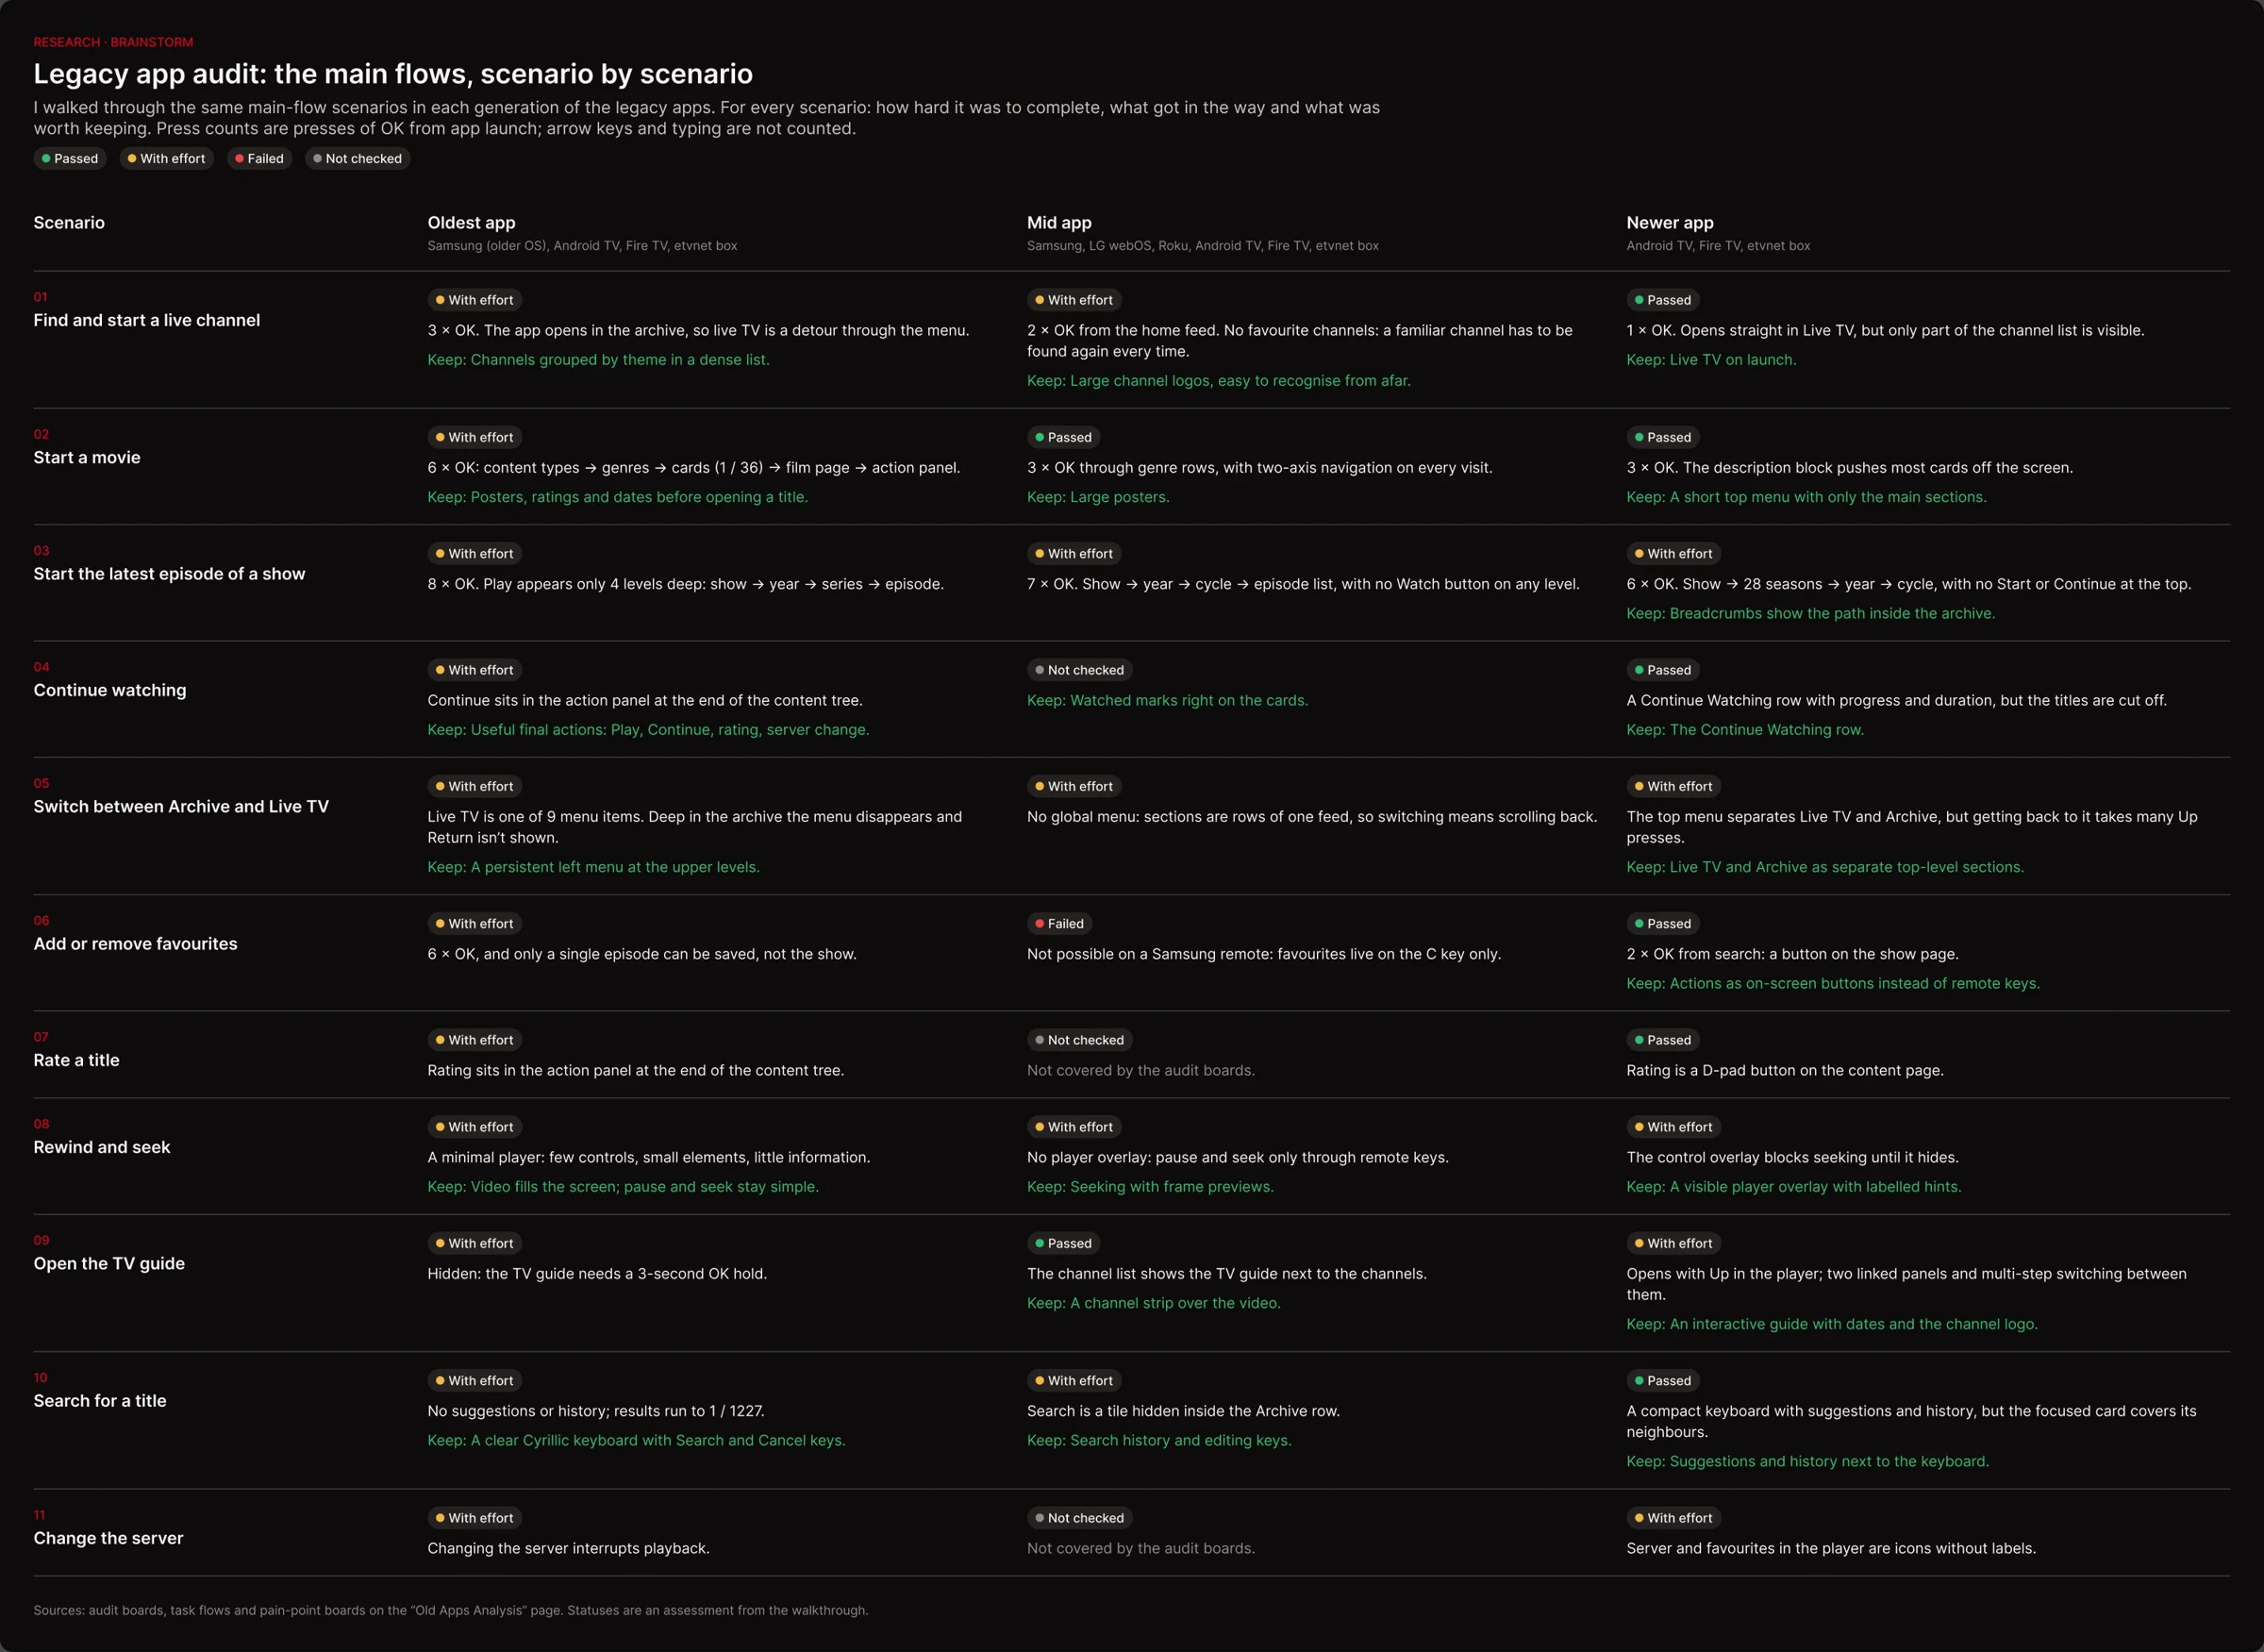 RESEARCH · BRAINSTORM
Legacy app audit: the main flows, scenario by scenario
I walked through the same main-flow scenarios in each generation of the legacy apps. For every scenario: how hard it was to complete, what got in the way and what was
worth keeping. Press counts are presses of OK from app launch; arrow keys and typing are not counted.
Passed With effort Failed Not checked
Scenario
Oldest app
Samsung (older OS), Android TV, Fire TV, etvnet box
Mid app
Samsung, LG webOS, Roku, Android TV, Fire TV, etvnet box
Newer app
Android TV, Fire TV, etvnet box
01
Find and start a live channel
With effort
3 × OK. The app opens in the archive, so live TV is a detour through the menu.
Keep: Channels grouped by theme in a dense list.
With effort
2 × OK from the home feed. No favourite channels: a familiar channel has to be
found again every time.
Keep: Large channel logos, easy to recognise from afar.
Passed
1 × OK. Opens straight in Live TV, but only part of the channel list is visible.
Keep: Live TV on launch.
02
Start a movie
With effort
6 × OK: content types → genres → cards (1 / 36) → film page → action panel.
Keep: Posters, ratings and dates before opening a title.
Passed
3 × OK through genre rows, with two-axis navigation on every visit.
Keep: Large posters.
Passed
3 × OK. The description block pushes most cards off the screen.
Keep: A short top menu with only the main sections.
03
Start the latest episode of a show
With effort
8 × OK. Play appears only 4 levels deep: show → year → series → episode.
With effort
7 × OK. Show → year → cycle → episode list, with no Watch button on any level.
With effort
6 × OK. Show → 28 seasons → year → cycle, with no Start or Continue at the top.
Keep: Breadcrumbs show the path inside the archive.
04
Continue watching
With effort
Continue sits in the action panel at the end of the content tree.
Keep: Useful final actions: Play, Continue, rating, server change.
Not checked
Keep: Watched marks right on the cards.
Passed
A Continue Watching row with progress and duration, but the titles are cut off.
Keep: The Continue Watching row.
05
Switch between Archive and Live TV
With effort
Live TV is one of 9 menu items. Deep in the archive the menu disappears and
Return isn’t shown.
Keep: A persistent left menu at the upper levels.
With effort
No global menu: sections are rows of one feed, so switching means scrolling back.
With effort
The top menu separates Live TV and Archive, but getting back to it takes many Up
presses.
Keep: Live TV and Archive as separate top-level sections.
06
Add or remove favourites
With effort
6 × OK, and only a single episode can be saved, not the show.
Failed
Not possible on a Samsung remote: favourites live on the C key only.
Passed
2 × OK from search: a button on the show page.
Keep: Actions as on-screen buttons instead of remote keys.
07
Rate a title
With effort
Rating sits in the action panel at the end of the content tree.
Not checked
Not covered by the audit boards.
Passed
Rating is a D-pad button on the content page.
08
Rewind and seek
With effort
A minimal player: few controls, small elements, little information.
Keep: Video fills the screen; pause and seek stay simple.
With effort
No player overlay: pause and seek only through remote keys.
Keep: Seeking with frame previews.
With effort
The control overlay blocks seeking until it hides.
Keep: A visible player overlay with labelled hints.
09
Open the TV guide
With effort
Hidden: the TV guide needs a 3-second OK hold.
Passed
The channel list shows the TV guide next to the channels.
Keep: A channel strip over the video.
With effort
Opens with Up in the player; two linked panels and multi-step switching between
them.
Keep: An interactive guide with dates and the channel logo.
10
Search for a title
With effort
No suggestions or history; results run to 1 / 1227.
Keep: A clear Cyrillic keyboard with Search and Cancel keys.
With effort
Search is a tile hidden inside the Archive row.
Keep: Search history and editing keys.
Passed
A compact keyboard with suggestions and history, but the focused card covers its
neighbours.
Keep: Suggestions and history next to the keyboard.
11
Change the server
With effort
Changing the server interrupts playback.
Not checked
Not covered by the audit boards.
With effort
Server and favourites in the player are icons without labels.
Sources: audit boards, task flows and pain-point boards on the “Old Apps Analysis” page. Statuses are an assessment from the walkthrough.